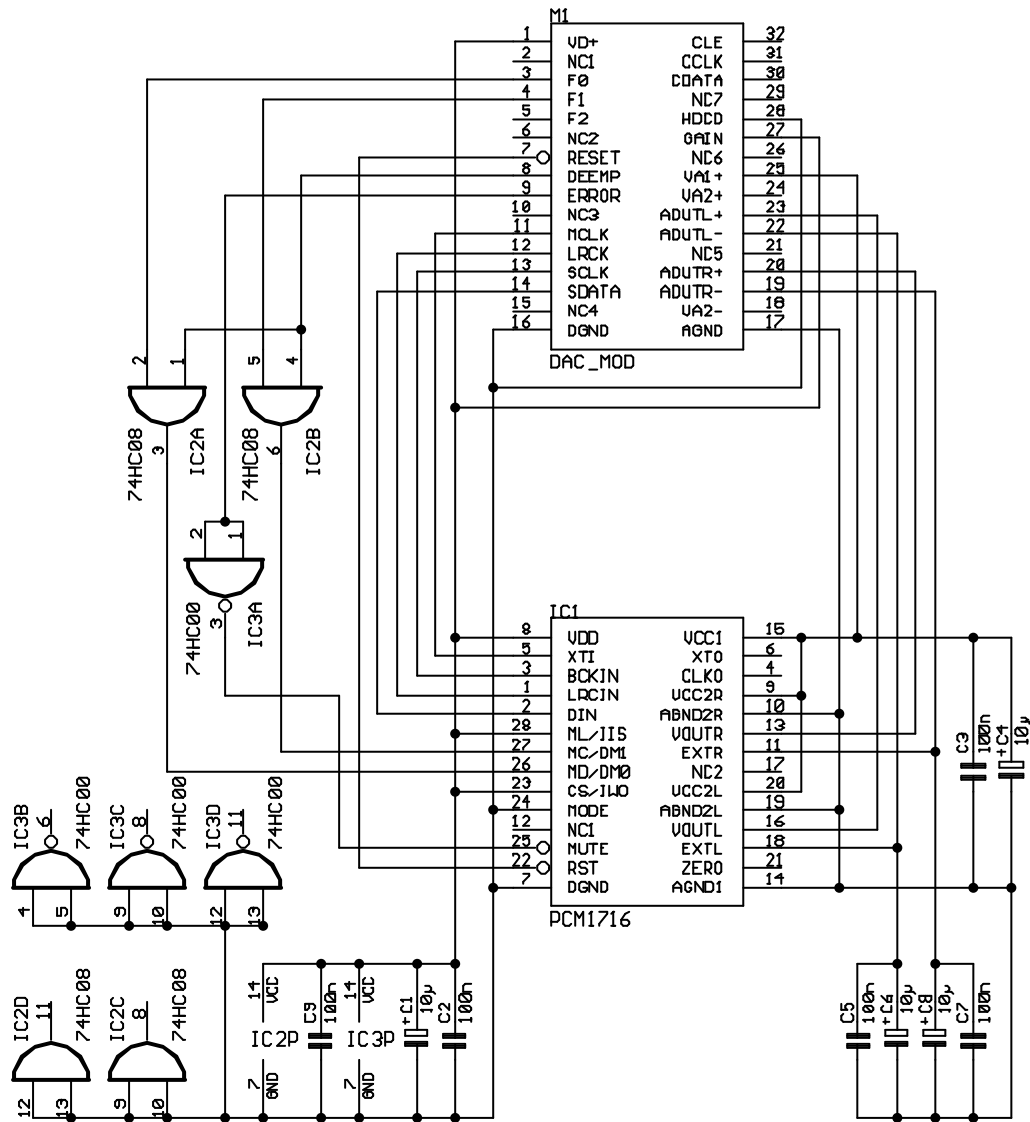 M1
1 VD+ CLE 32
2 NC1 CCLK 31
3 F0 CDATA 30
4 F1 NC7 29
5 F2 HDCD 28
6 NC2 GAIN 27
7 RESET NC6 26
8 DEEMP VA1+ 25
9 ERROR VA2+ 24
10 NC3 AOUTL+ 23
11 MCLK AOUTL- 22
12 LRCK NC5 21
13 SCLK AOUTR+ 20
14 SDATA AOUTR- 19
15 NC4 VA2- 18
16 DGND AGND 17
DAC_MOD
2 1
5 4
74HC08 3 IC2A
74HC08 6 IC2B
2 1
74HC00 3 IC3A
IC1
8 VDD VCC1 15
5 XTI XTO 6
3 BCKIN CLKO 4
1 LRCIN VCC2R 9
2 DIN AGND2R 10
28 ML/IIS VOUTR 13
27 MC/DM1 EXTR 11
26 MD/DM0 NC2 17
23 CS/IWO VCC2L 20
24 MODE AGND2L 19
12 NC1 VOUTL 16
25 MUTE EXTL 18
22 RST ZERO 21
7 DGND AGND1 14
PCM1716
C3 100n
+C4 10µ
IC3B 6 74HC00
4 5
IC3C 8 74HC00
9 10
IC3D 11 74HC00
12 13
IC2D 11 74HC08
12 13
IC2C 8 74HC08
9 10
14 VCC
IC2P
7 GND
C9 100n
14 VCC
IC3P
7 GND
+C1 10µ
C2 100n
C5 100n
+C6 10µ
+C8 10µ
C7 100n